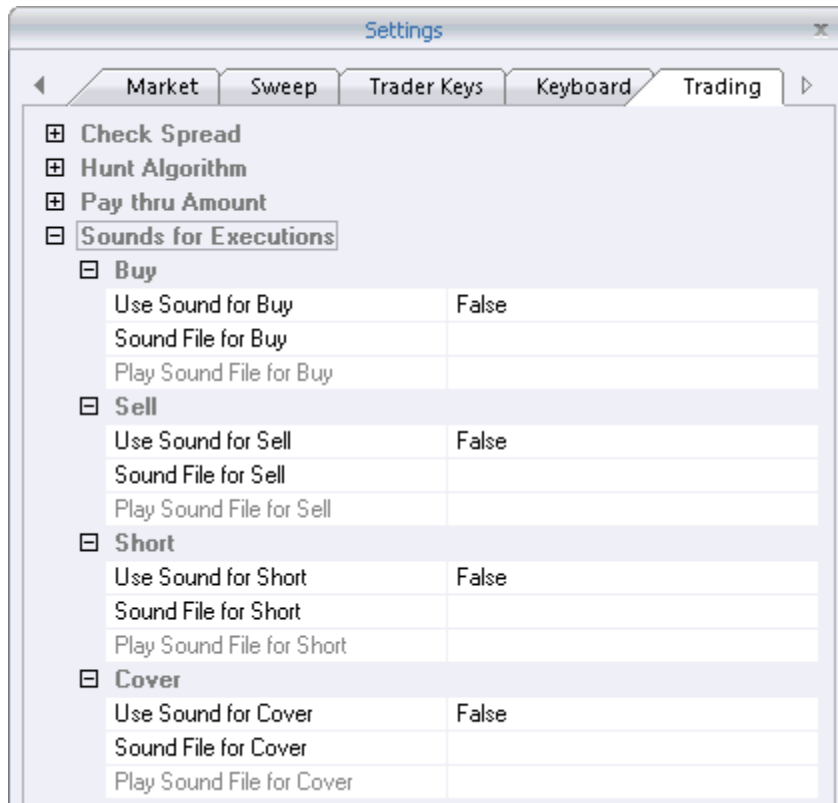 Settings
Market Sweep Trader Keys Keyboard Trading
Check Spread
Hunt Algorithm
Pay thru Amount
Sounds for Executions
Buy
Use Sound for Buy False
Sound File for Buy
Play Sound File for Buy
Sell
Use Sound for Sell False
Sound File for Sell
Play Sound File for Sell
Short
Use Sound for Short False
Sound File for Short
Play Sound File for Short
Cover
Use Sound for Cover False
Sound File for Cover
Play Sound File for Cover